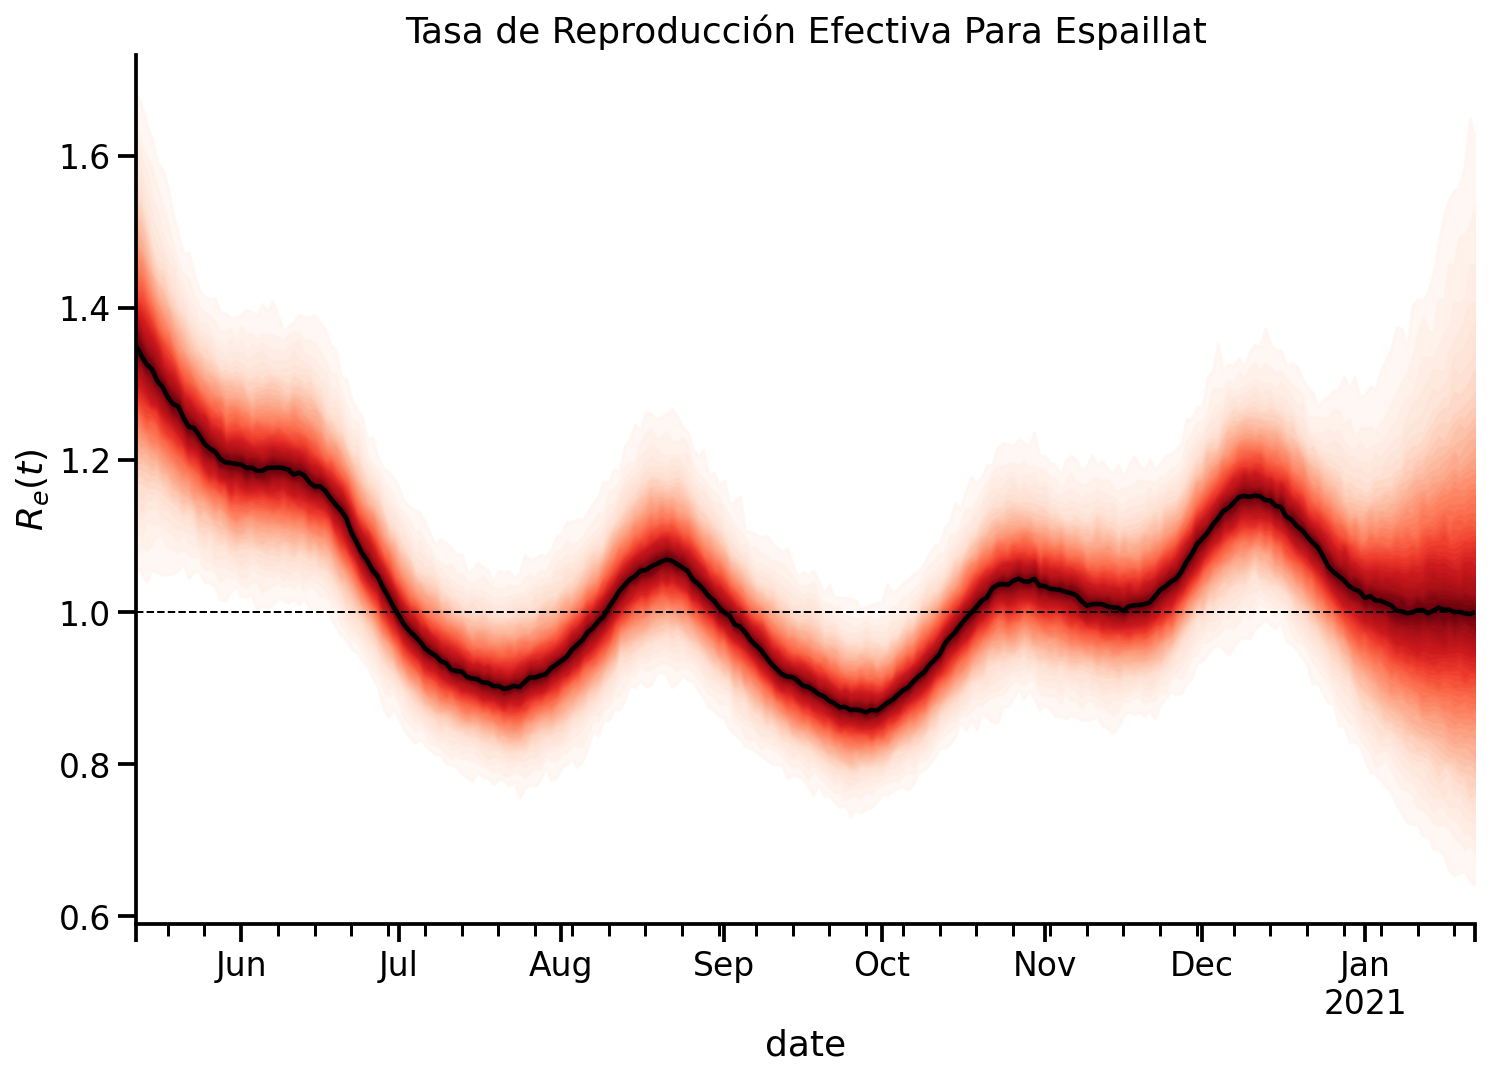 Tasa de Reproducción Efectiva Para Espaillat
1.6
1.4
1.2
1.0
0.8
0.6
Rₑ(t)
Jun Jul Aug Sep Oct Nov Dec Jan
2021
date